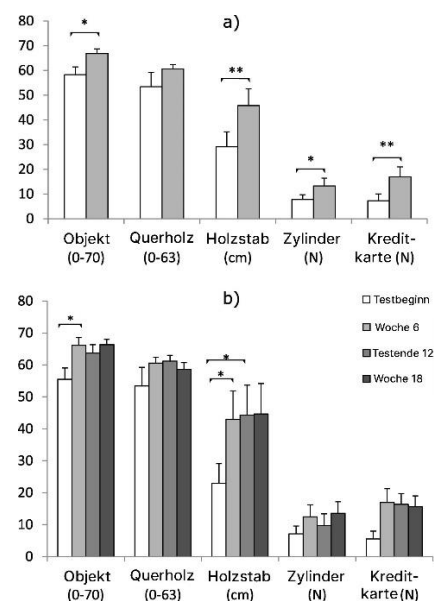 a)
80
70
60
50
40
30
20
10
0
*
**
*
**
Objekt Querholz Holzstab Zylinder Kredit-
(0-70) (0-63) (cm) (N) karte (N)
b)
80
70
60
50
40
30
20
10
0
*
*
*
Testbeginn
Woche 6
Testende 12
Woche 18
Objekt Querholz Holzstab Zylinder Kredit-
(0-70) (0-63) (cm) (N) karte (N)